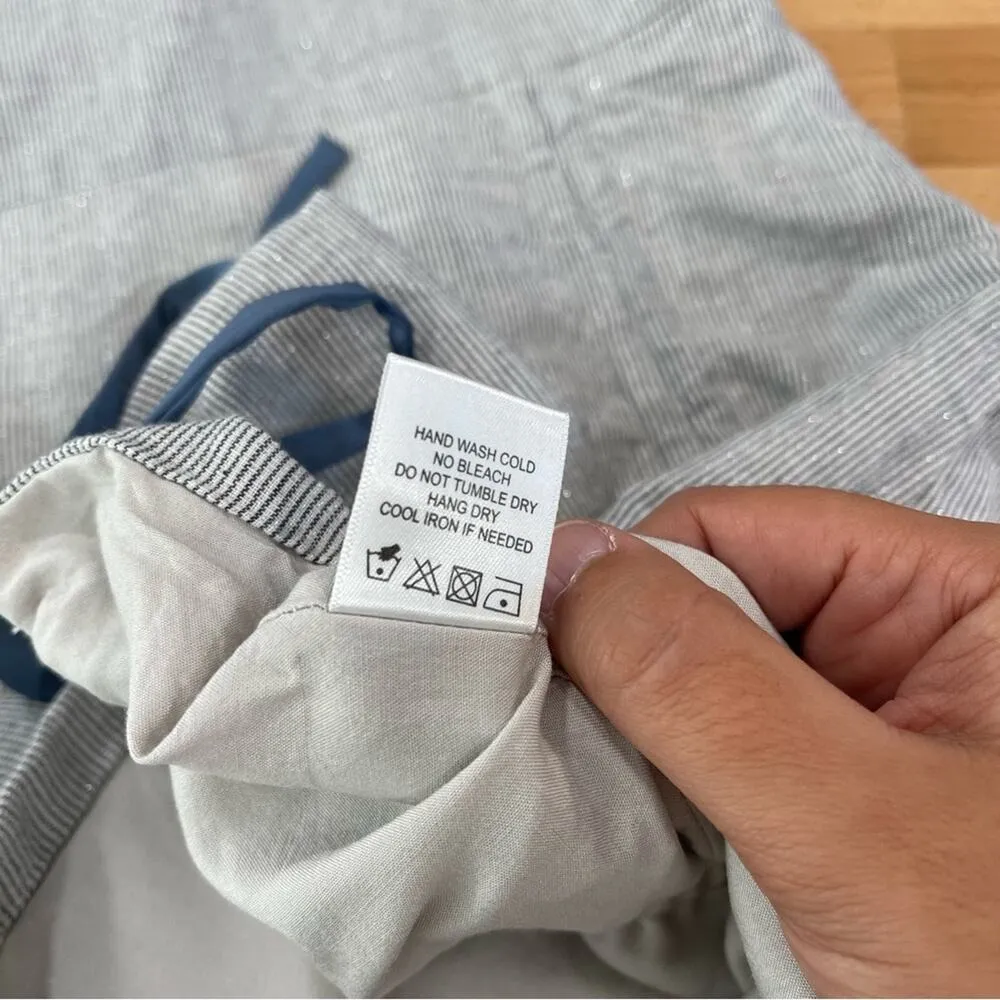 HAND WASH COLD
NO BLEACH
DO NOT TUMBLE DRY
HANG DRY
COOL IRON IF NEEDED